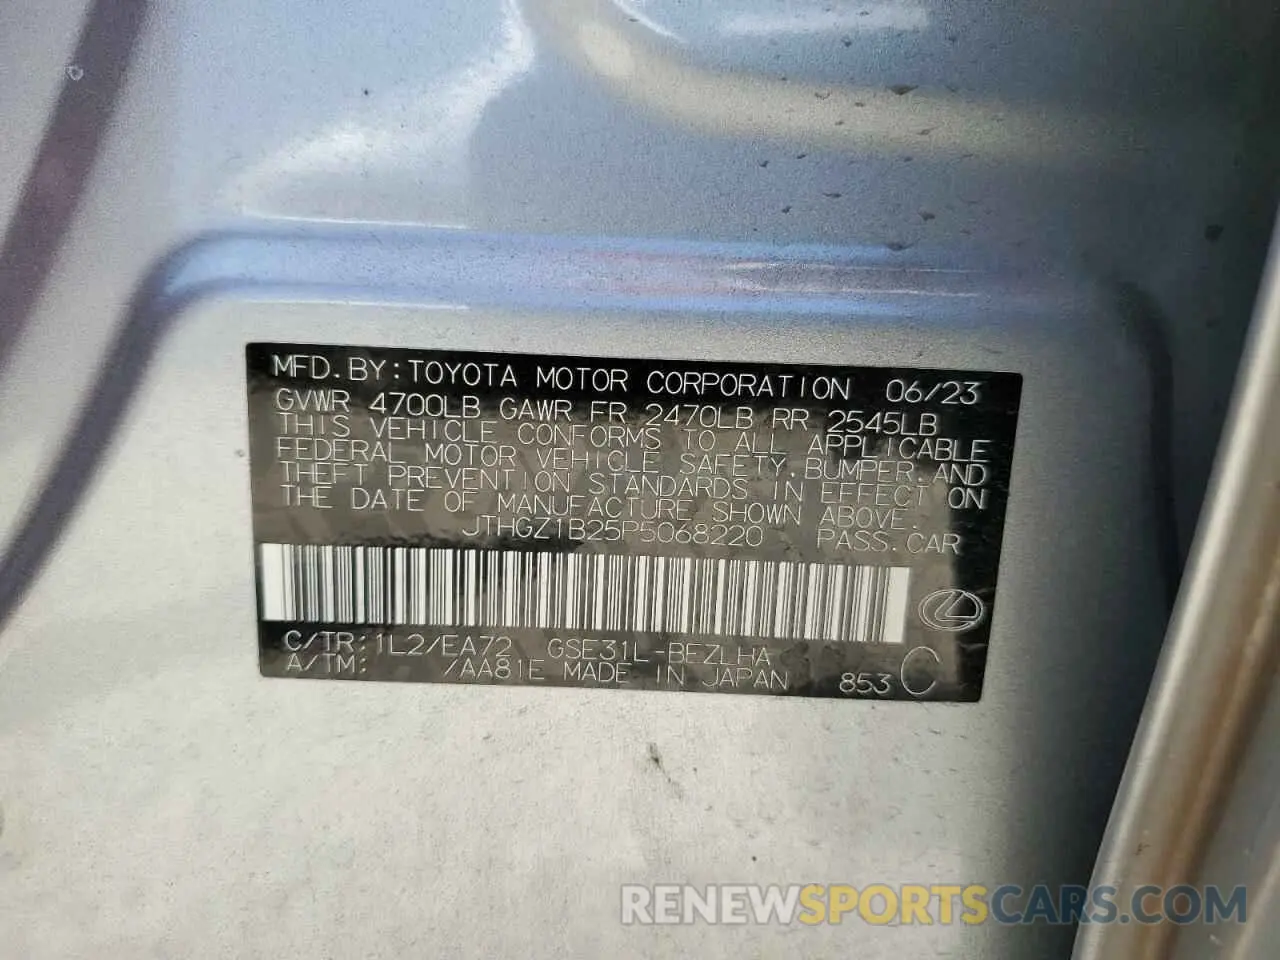 MFD. BY: TOYOTA MOTOR CORPORATION 06/23
GVWR 4700LB GAWR FR 2470LB RR 2545LB
THIS VEHICLE CONFORMS TO ALL APPLICABLE
FEDERAL MOTOR VEHICLE SAFETY, BUMPER, AND
THEFT PREVENTION STANDARDS IN EFFECT ON
THE DATE OF MANUFACTURE SHOWN ABOVE.
JTHGZ1B25P5068220 PASS. CAR
C/TR: 1L2/EA72 GSE31L-BEZLHA
A/TM: /AA81E MADE IN JAPAN 853 C
RENEWSPORTSCARS.COM